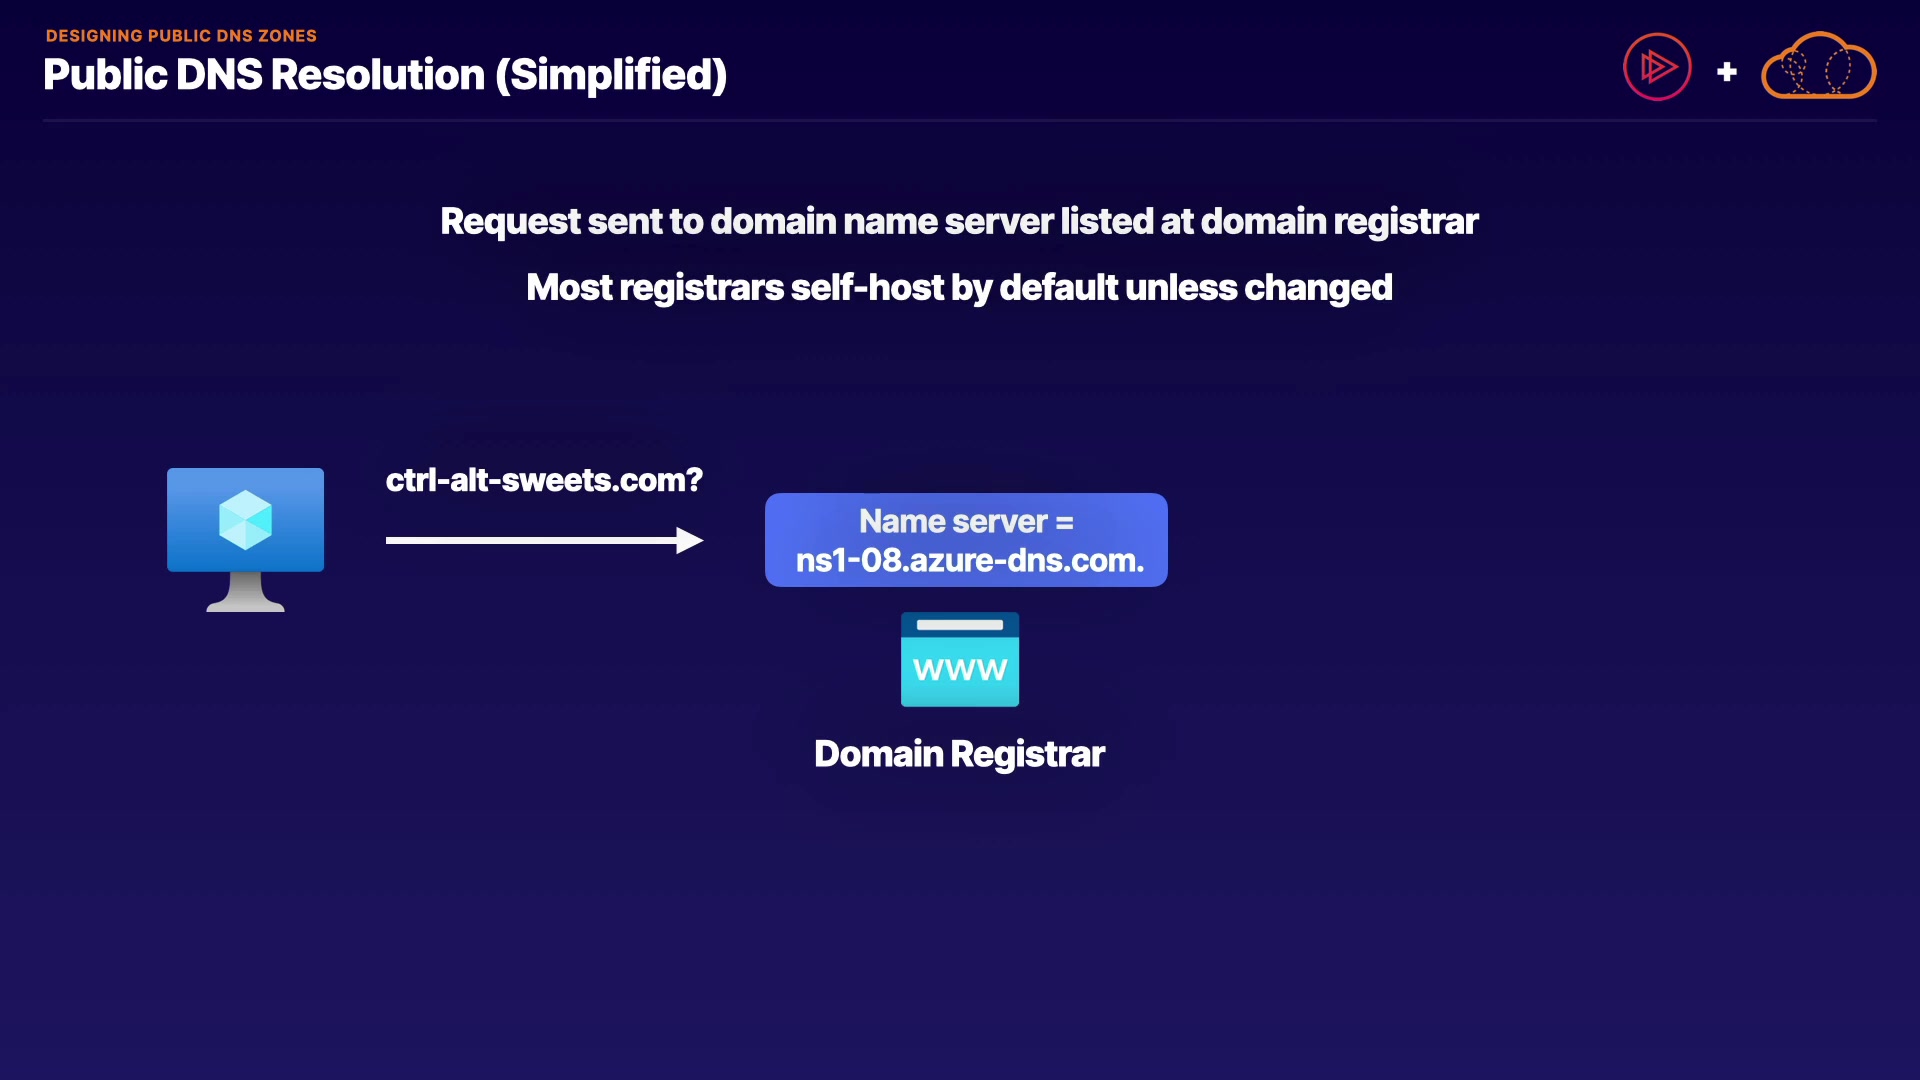 DESIGNING PUBLIC DNS ZONES
Public DNS Resolution (Simplified)
+
Request sent to domain name server listed at domain registrar
Most registrars self-host by default unless changed
ctrl-alt-sweets.com?
Name server =
ns1-08.azure-dns.com.
WWW
Domain Registrar